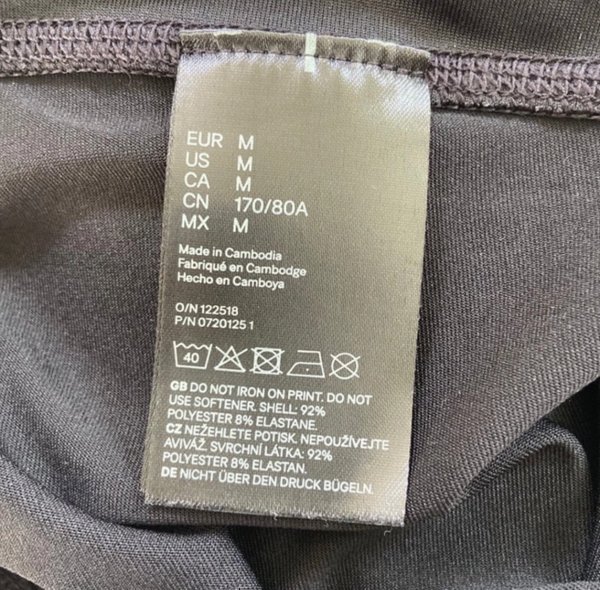 EUR M
US M
CA M
CN 170/80A
MX M
Made in Cambodia
Fabriqué en Cambodge
Hecho en Camboya
O/N 122518
P/N 0720125 1
40
GB DO NOT IRON ON PRINT. DO NOT
USE SOFTENER. SHELL: 92%
POLYESTER 8% ELASTANE.
CZ NEŽEHLETE POTISK. NEPOUŽÍVEJTE
AVIVÁŽ. SVRCHNÍ LÁTKA: 92%
POLYESTER 8% ELASTAN.
DE NICHT ÜBER DEN DRUCK BÜGELN.